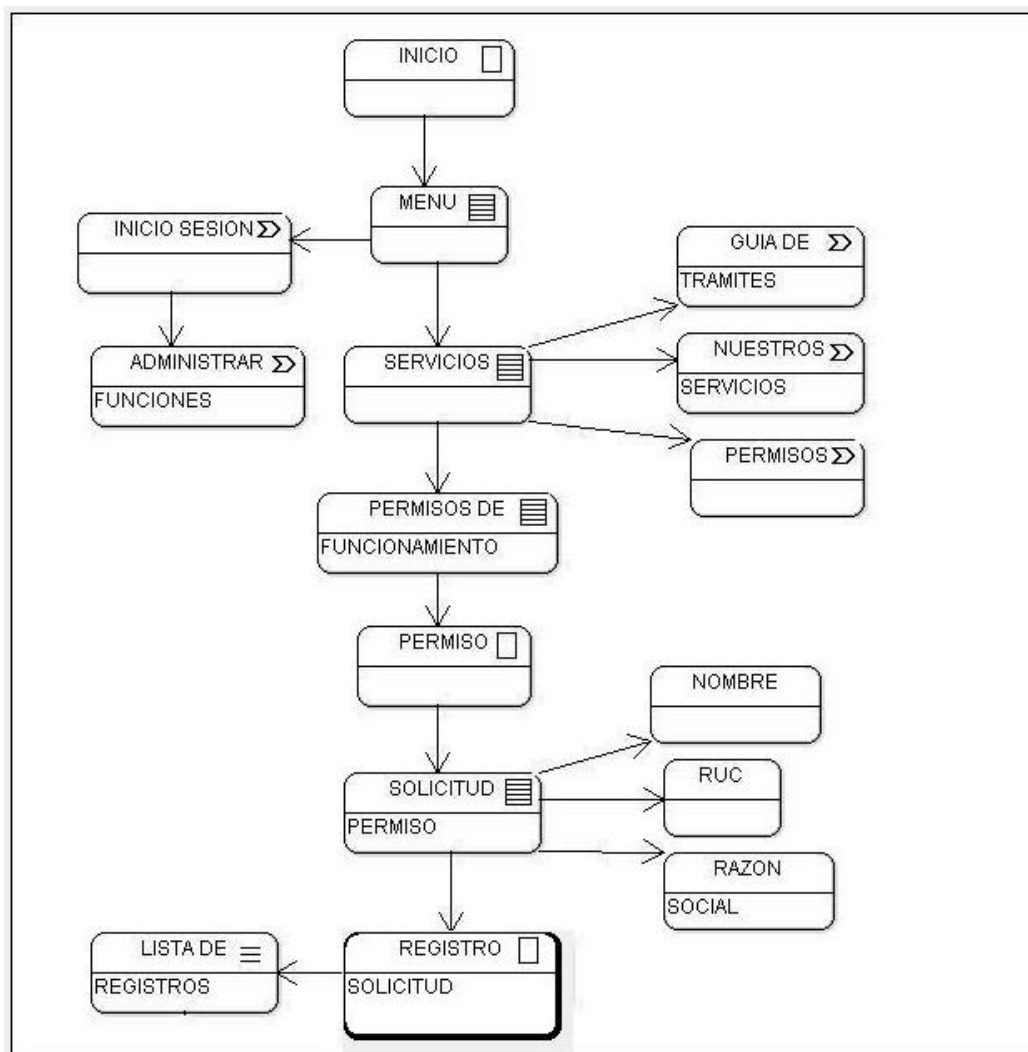 INICIO
MENU
INICIO SESION
GUIA DE
TRAMITES
ADMINISTRAR
FUNCIONES
SERVICIOS
NUESTROS
SERVICIOS
PERMISOS
PERMISOS DE
FUNCIONAMIENTO
PERMISO
NOMBRE
SOLICITUD
PERMISO
RUC
RAZON
SOCIAL
LISTA DE
REGISTROS
REGISTRO
SOLICITUD